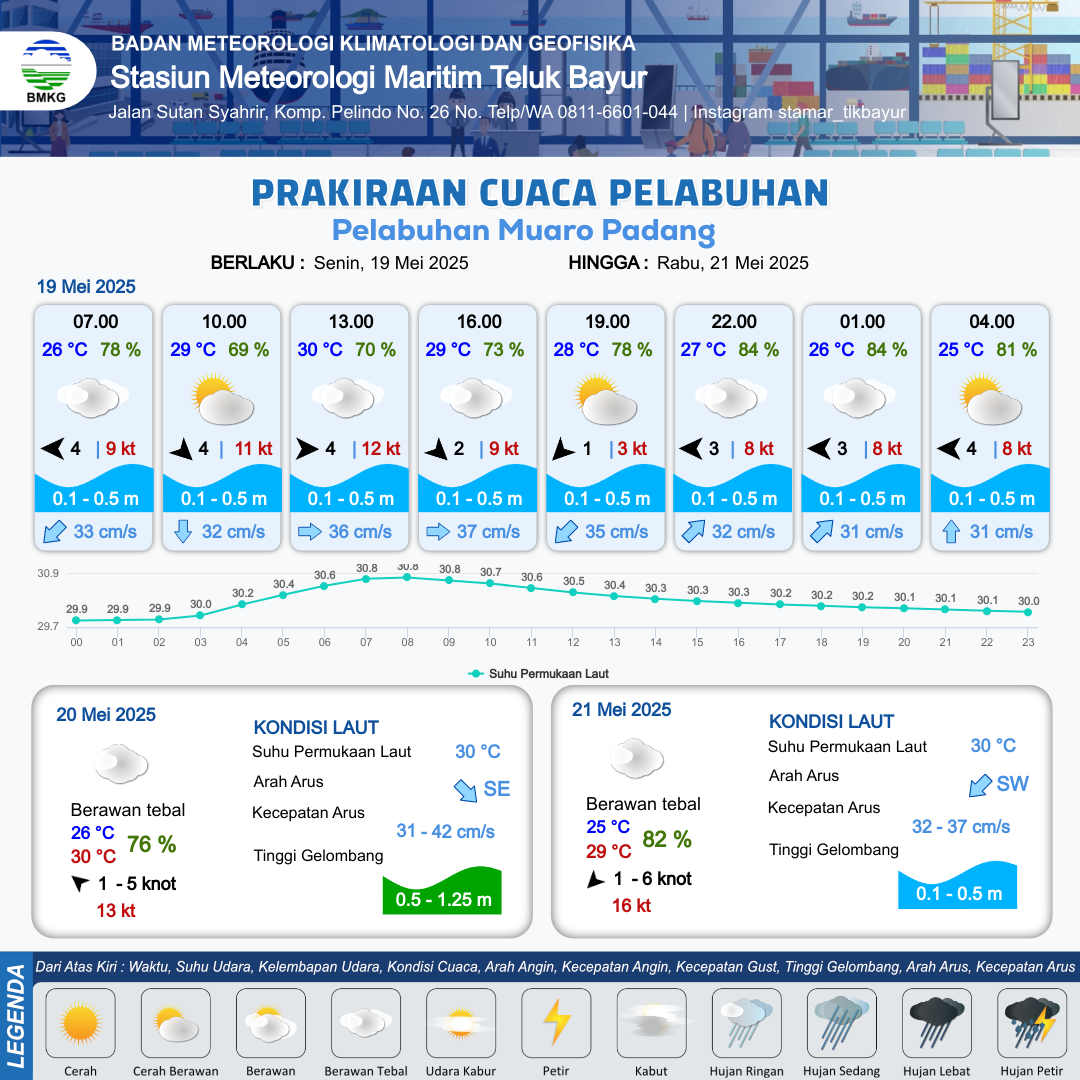 BMKG
BADAN METEOROLOGI KLIMATOLOGI DAN GEOFISIKA
Stasiun Meteorologi Maritim Teluk Bayur
Jalan Sutan Syahrir, Komp. Pelindo No. 26 No. Telp/WA 0811-6601-044 | Instagram stamar_tlkbayur
PRAKIRAAN CUACA PELABUHAN
Pelabuhan Muaro Padang
BERLAKU : Senin, 19 Mei 2025 HINGGA : Rabu, 21 Mei 2025
19 Mei 2025
07.00 10.00 13.00 16.00 19.00 22.00 01.00 04.00
26 °C 78 % 29 °C 69 % 30 °C 70 % 29 °C 73 % 28 °C 78 % 27 °C 84 % 26 °C 84 % 25 °C 81 %
4 | 9 kt 4 | 11 kt 4 | 12 kt 2 | 9 kt 1 | 3 kt 3 | 8 kt 3 | 8 kt 4 | 8 kt
0.1 - 0.5 m 0.1 - 0.5 m 0.1 - 0.5 m 0.1 - 0.5 m 0.1 - 0.5 m 0.1 - 0.5 m 0.1 - 0.5 m 0.1 - 0.5 m
33 cm/s 32 cm/s 36 cm/s 37 cm/s 35 cm/s 32 cm/s 31 cm/s 31 cm/s
30.9
29.9 29.9 29.9 30.0 30.2 30.4 30.6 30.8 30.8 30.8 30.7 30.6 30.5 30.4 30.3 30.3 30.3 30.2 30.2 30.2 30.1 30.1 30.1 30.0
29.7
00 01 02 03 04 05 06 07 08 09 10 11 12 13 14 15 16 17 18 19 20 21 22 23
Suhu Permukaan Laut
20 Mei 2025
KONDISI LAUT
Suhu Permukaan Laut 30 °C
Arah Arus SE
Kecepatan Arus
31 - 42 cm/s
Tinggi Gelombang
0.5 - 1.25 m
Berawan tebal
26 °C
76 %
30 °C
1 - 5 knot
13 kt
21 Mei 2025
KONDISI LAUT
Suhu Permukaan Laut 30 °C
Arah Arus SW
Kecepatan Arus
32 - 37 cm/s
Tinggi Gelombang
0.1 - 0.5 m
Berawan tebal
25 °C
82 %
29 °C
1 - 6 knot
16 kt
LEGENDA
Dari Atas Kiri : Waktu, Suhu Udara, Kelembapan Udara, Kondisi Cuaca, Arah Angin, Kecepatan Angin, Kecepatan Gust, Tinggi Gelombang, Arah Arus, Kecepatan Arus
Cerah Cerah Berawan Berawan Berawan Tebal Udara Kabur Petir Kabut Hujan Ringan Hujan Sedang Hujan Lebat Hujan Petir